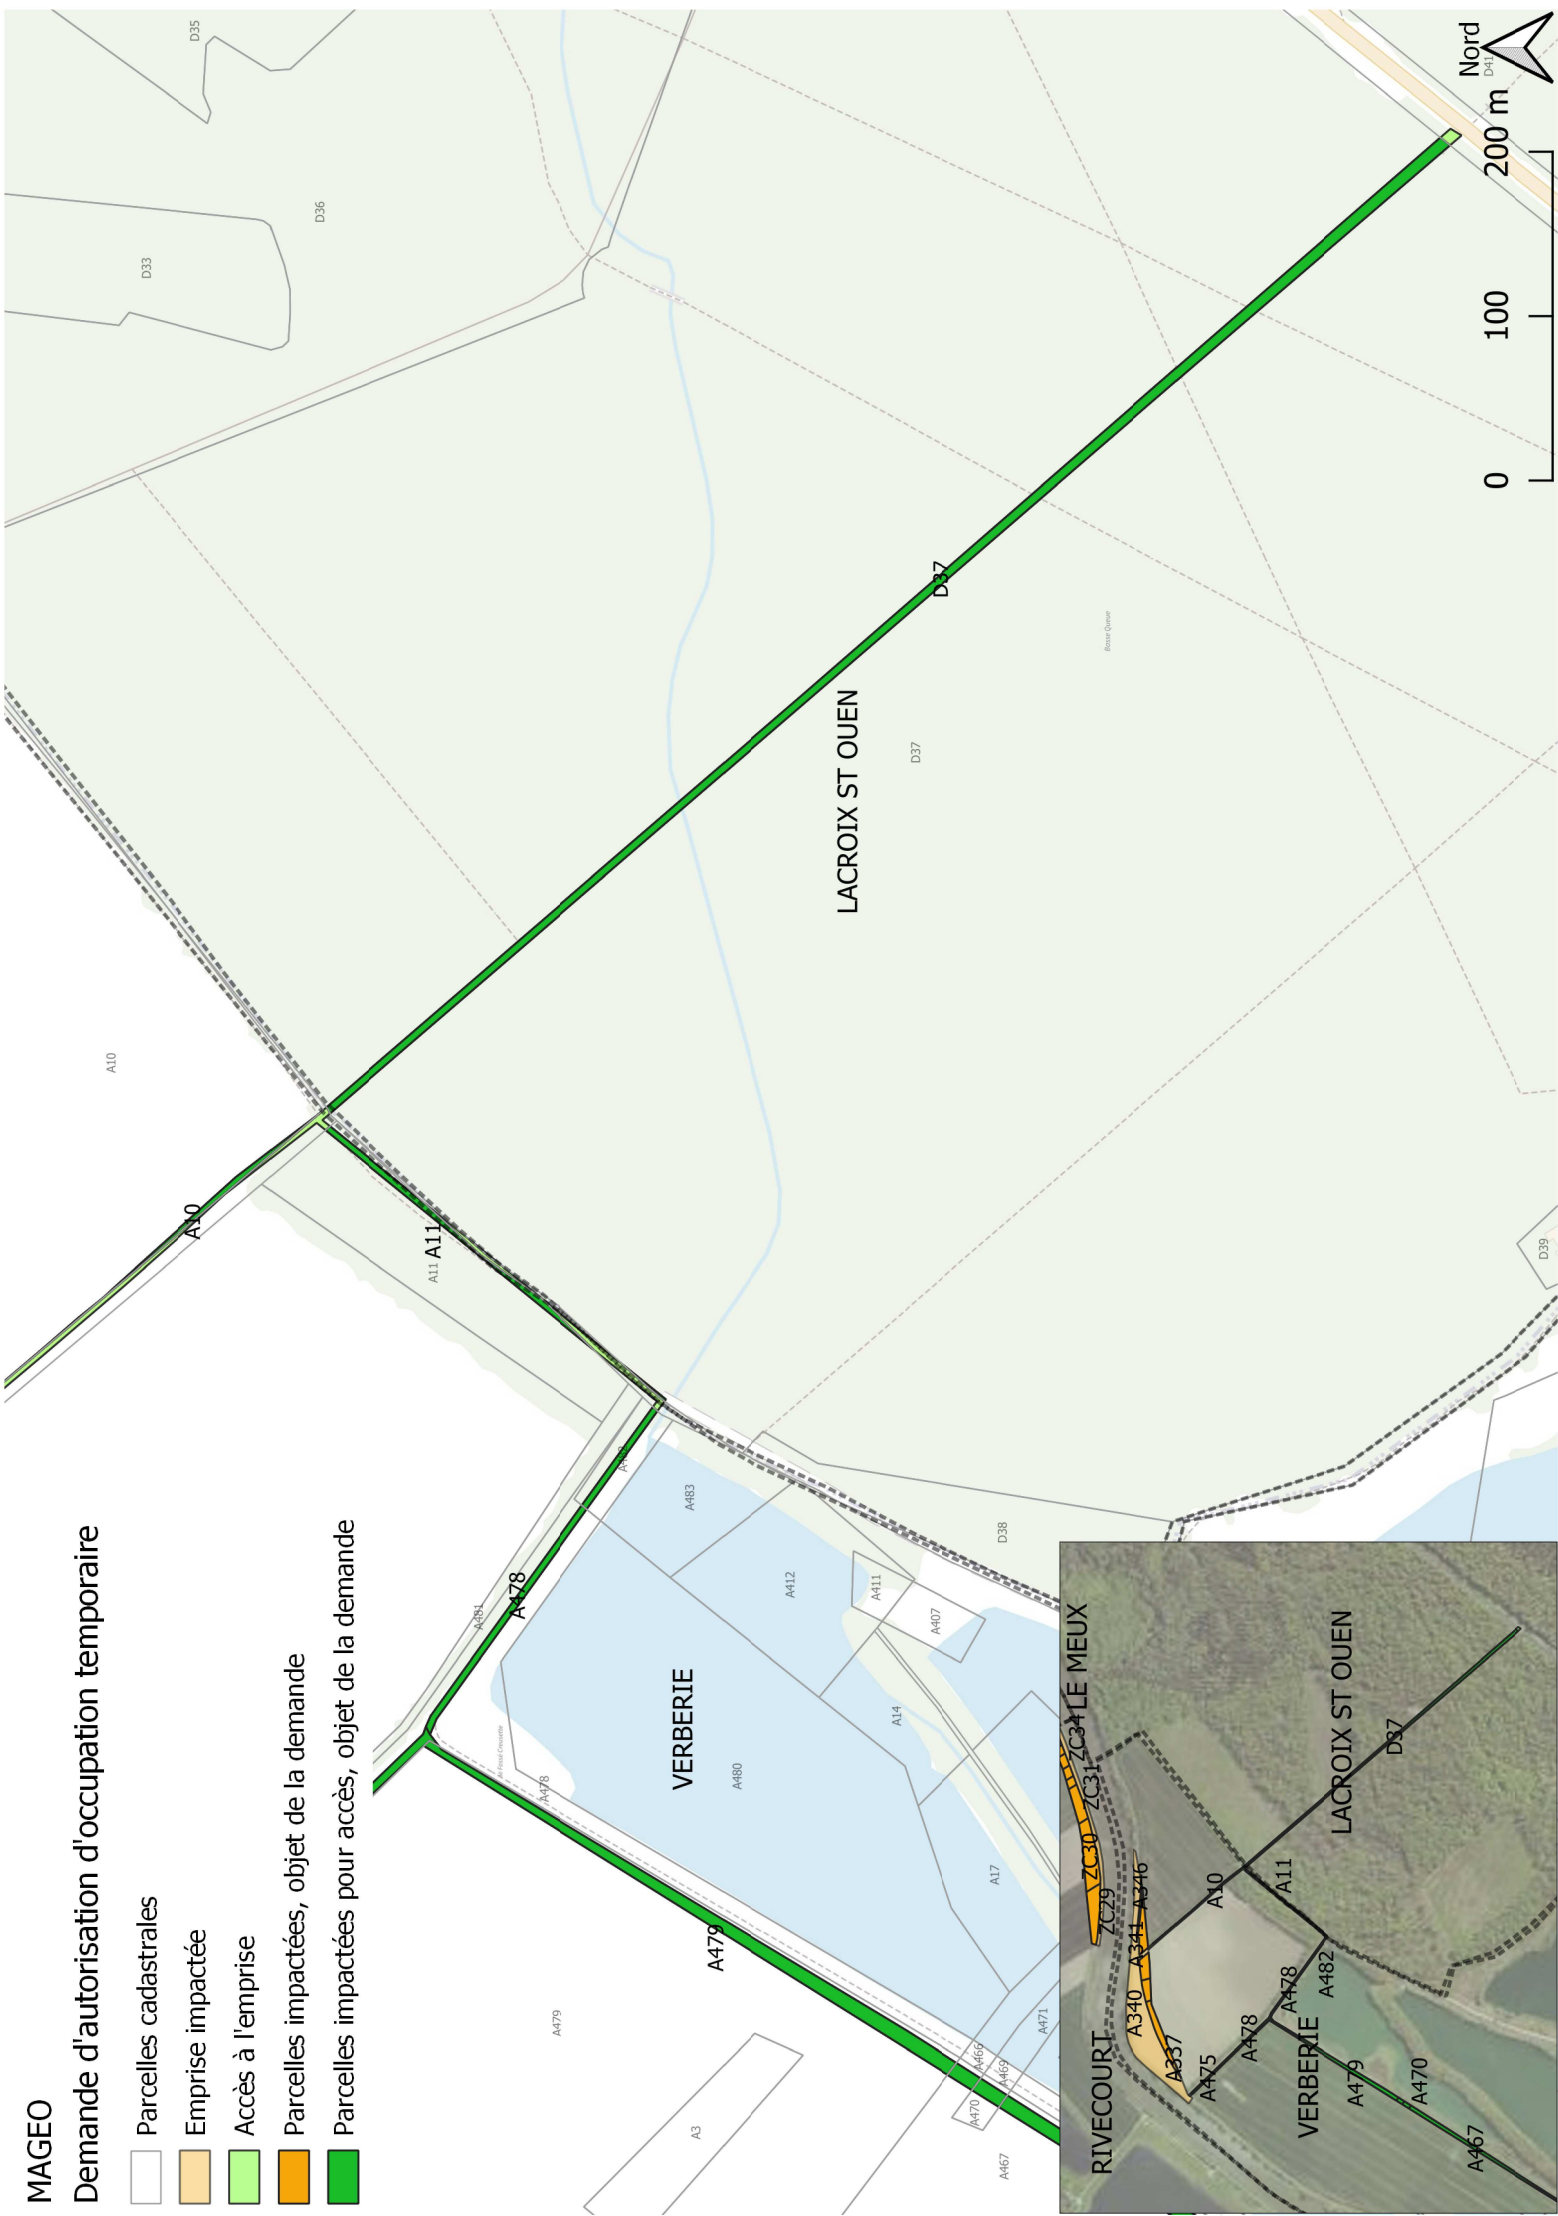 MAGEO
Demande d'autorisation d'occupation temporaire
Parcelles cadastrales
Emprise impactée
Accès à l'emprise
Parcelles impactées, objet de la demande
Parcelles impactées pour accès, objet de la demande
A10
A10
D33
D35
D36
Nord
D41
0 100 200 m
A11
A11
A481
A478
A478
A483
A412
A411
A407
A480
A14
A17
VERBERIE
A479
A479
A3
A466
A469
A470
A471
A467
D38
D37
D37
D39
LACROIX ST OUEN
Basse Queue
RIVECOURT
LE MEUX
ZC34
ZC31
ZC30
ZC29
A346
A341
A340
A337
A475
A10
A11
A478
A478
A482
VERBERIE
A479
A470
A467
D37
LACROIX ST OUEN